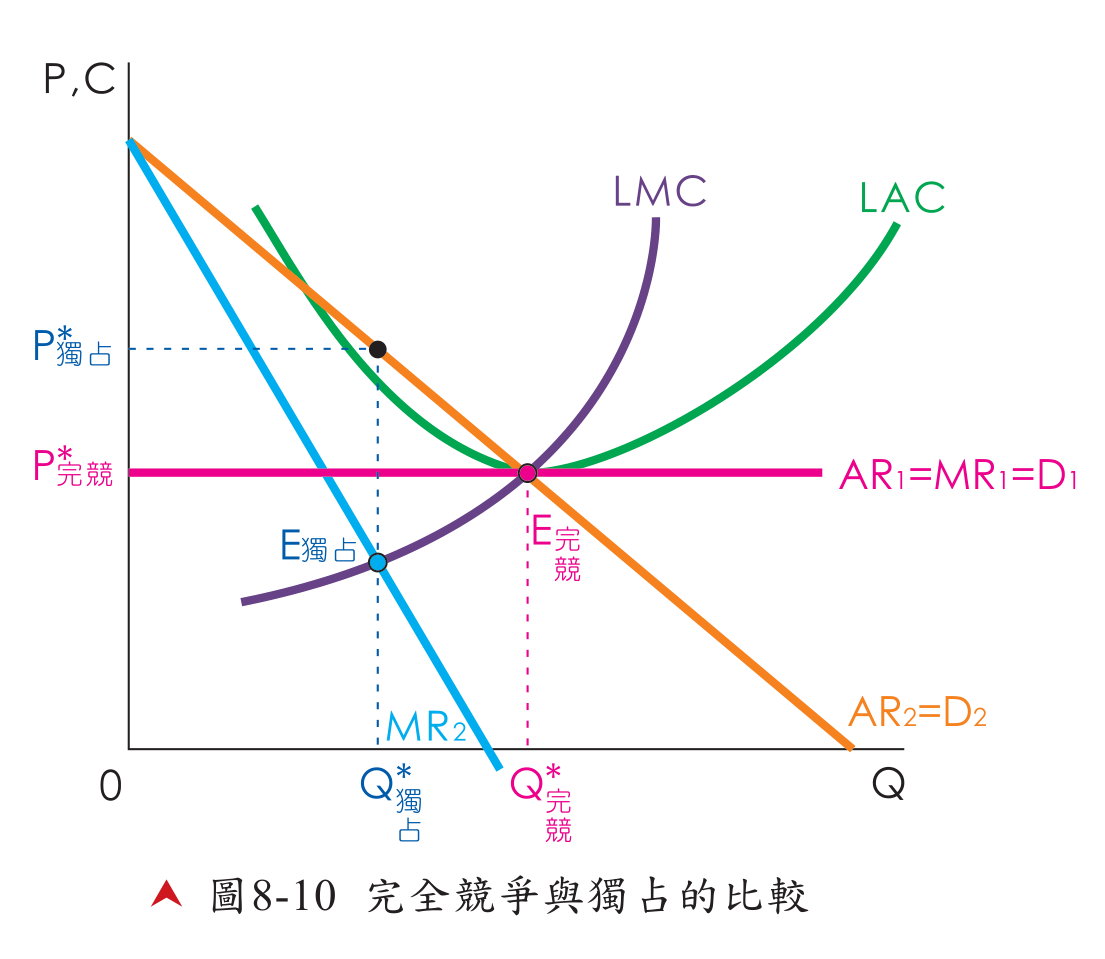 P,C
LMC
LAC
P*獨占
P*完競
AR1=MR1=D1
E獨占
E完競
MR2
AR2=D2
0
Q*獨占
Q*完競
Q
圖8-10 完全競爭與獨占的比較